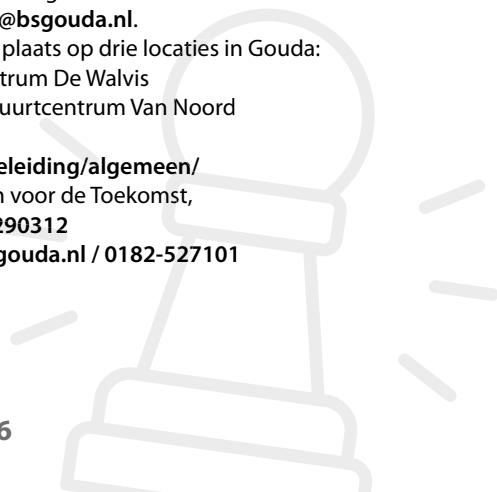 @bsgouda.nl.
plaats op drie locaties in Gouda:
trum De Walvis
uurtcentrum Van Noord
eleiding/algemeen/
n voor de Toekomst,
290312
gouda.nl / 0182-527101
6